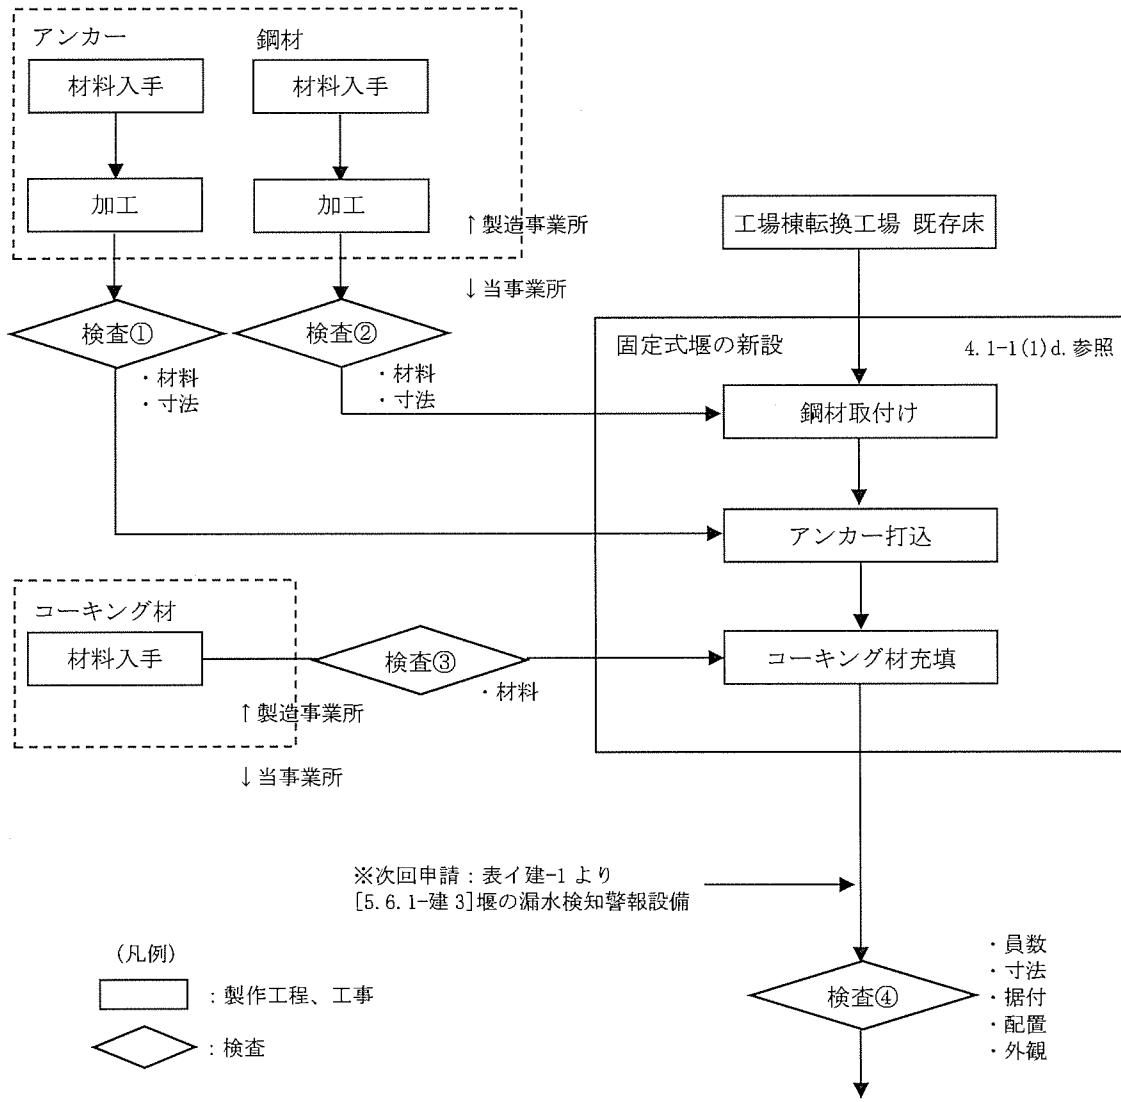 アンカー
鋼材
材料入手
材料入手
加工
加工
↑製造事業所
↓当事業所
検査①
・材料
・寸法
検査②
・材料
・寸法
工場棟転換工場 既存床
固定式堰の新設
4.1-1(1)d.参照
鋼材取付け
アンカー打込
コーキング材
材料入手
検査③
・材料
コーキング材充填
↑製造事業所
↓当事業所
※次回申請：表イ建-1より
[5.6.1-建3]堰の漏水検知警報設備
検査④
・員数
・寸法
・据付
・配置
・外観
(凡例)
：製作工程、工事
：検査